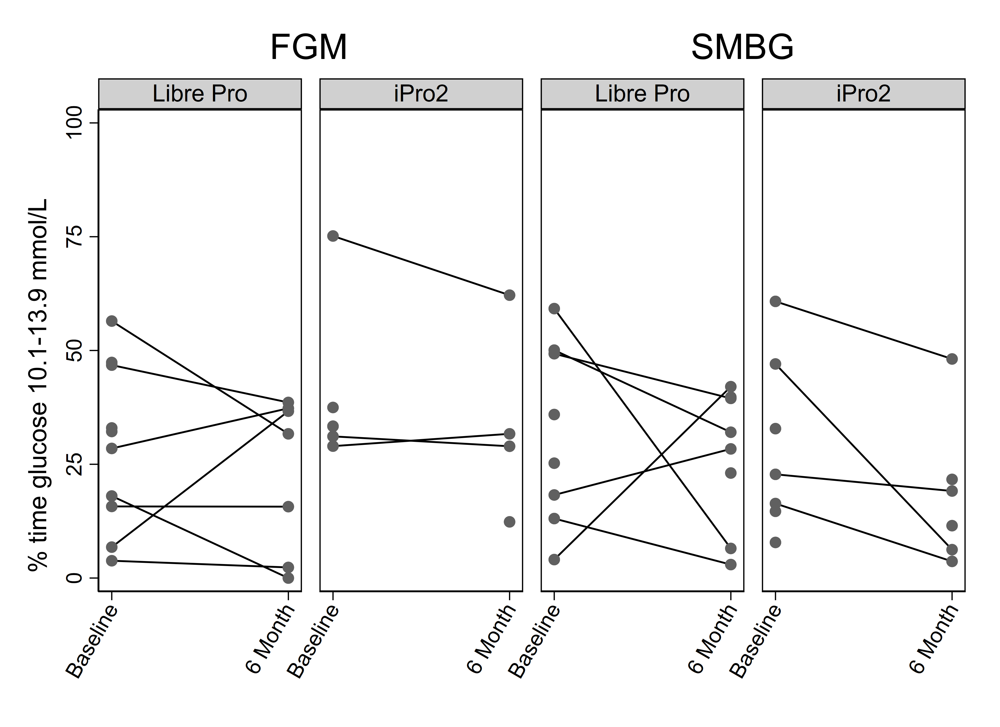 FGM SMBG
Libre Pro iPro2 Libre Pro iPro2
% time glucose 10.1-13.9 mmol/L
100
75
50
25
0
Baseline 6 Month Baseline 6 Month Baseline 6 Month Baseline 6 Month